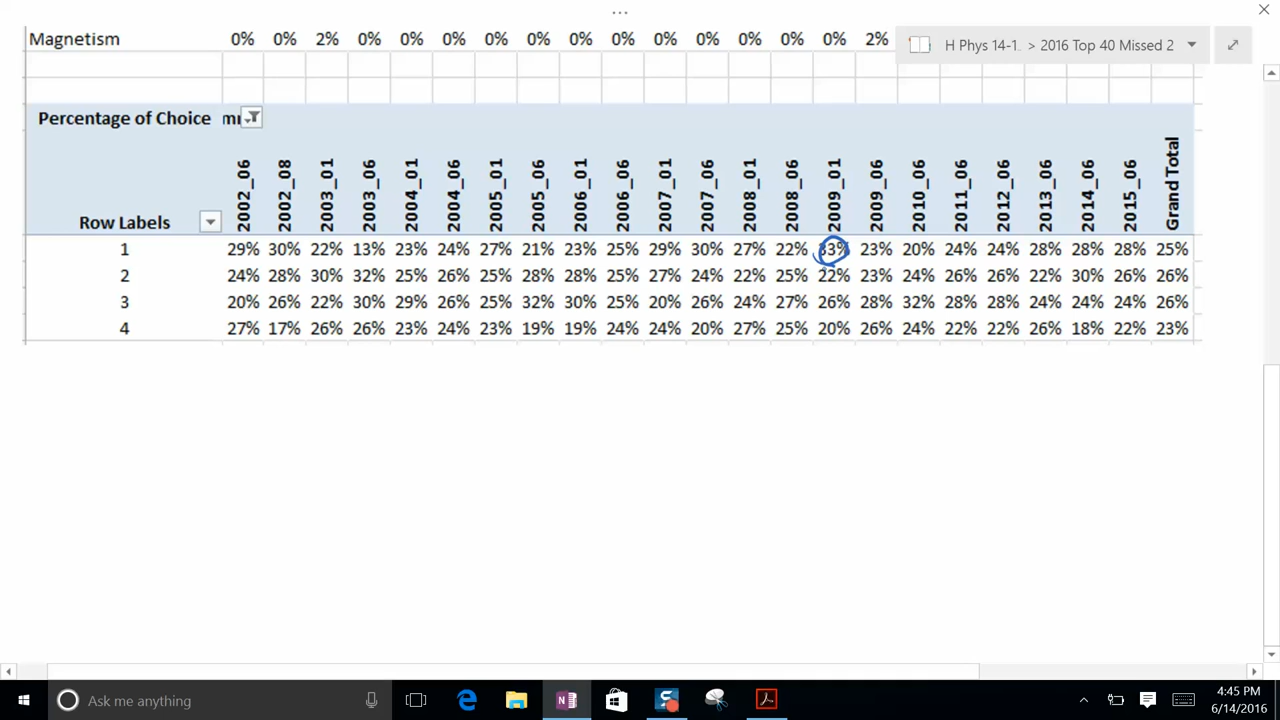 ...
Magnetism 0% 0% 2% 0% 0% 0% 0% 0% 0% 0% 0% 0% 0% 0% 0% 2%
H Phys 14-1. > 2016 Top 40 Missed 2
Percentage of Choice
Row Labels 2002_06 2002_08 2003_01 2003_06 2004_01 2004_06 2005_01 2005_06 2006_01 2006_06 2007_01 2007_06 2008_01 2008_06 2009_01 2009_06 2010_06 2011_06 2012_06 2013_06 2014_06 2015_06 Grand Total
1 29% 30% 22% 13% 23% 24% 27% 21% 23% 25% 29% 30% 27% 22% 33% 23% 20% 24% 24% 28% 28% 28% 25%
2 24% 28% 30% 32% 25% 26% 25% 28% 28% 25% 27% 24% 22% 25% 22% 23% 24% 26% 26% 22% 30% 26% 26%
3 20% 26% 22% 30% 29% 26% 25% 32% 30% 25% 20% 26% 24% 27% 26% 28% 32% 28% 28% 24% 24% 24% 26%
4 27% 17% 26% 26% 23% 24% 23% 19% 19% 24% 24% 20% 27% 25% 20% 26% 24% 22% 22% 26% 18% 22% 23%
Ask me anything
4:45 PM
6/14/2016